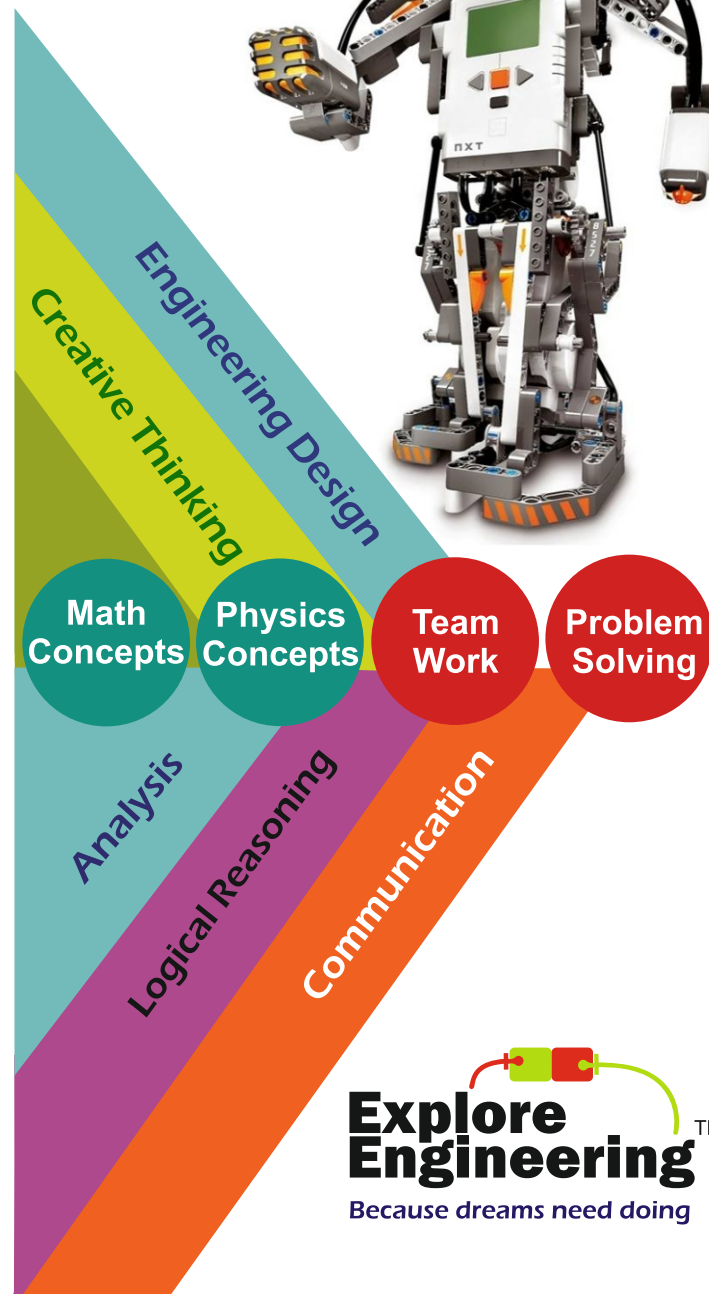 NXT
8527
Engineering Design
Creative Thinking
Math
Concepts
Physics
Concepts
Team
Work
Problem
Solving
Analysis
Logical Reasoning
Communication
Explore
Engineering
Because dreams need doing